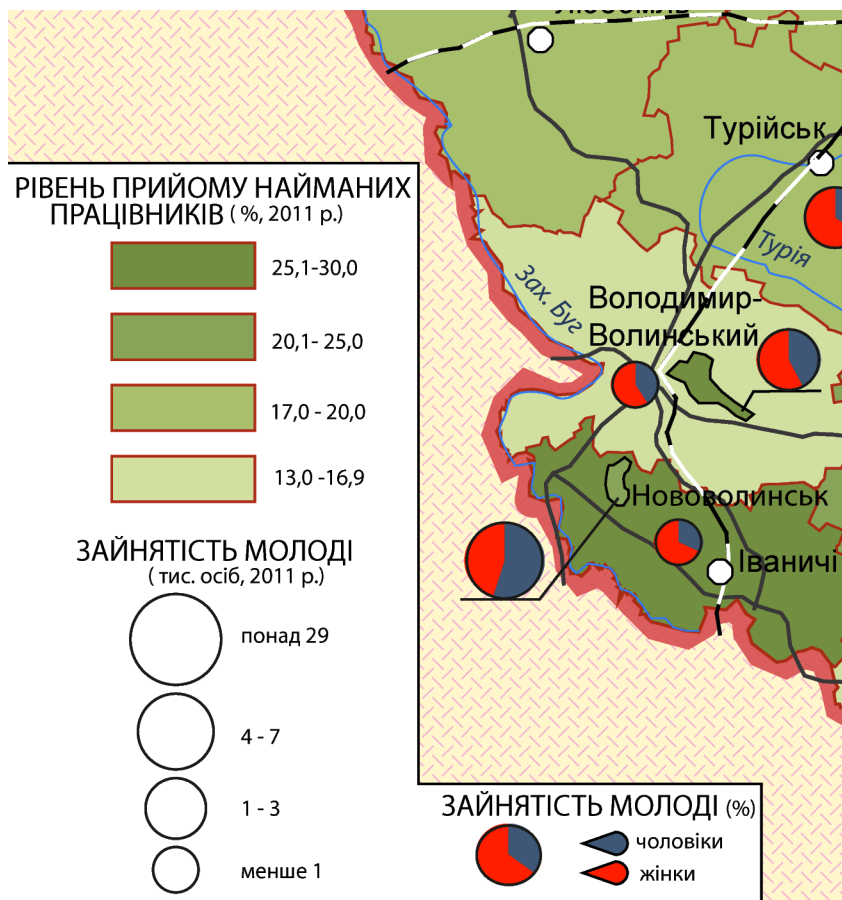 Турійськ
Турія
Зах. Буг
Володимир-
Волинський
Нововолинськ
Іваничі
РІВЕНЬ ПРИЙОМУ НАЙМАНИХ
ПРАЦІВНИКІВ ( %, 2011 р.)
25,1-30,0
20,1- 25,0
17,0 - 20,0
13,0 -16,9
ЗАЙНЯТІСТЬ МОЛОДІ
( тис. осіб, 2011 р.)
понад 29
4 - 7
1 - 3
менше 1
ЗАЙНЯТІСТЬ МОЛОДІ (%)
чоловіки
жінки